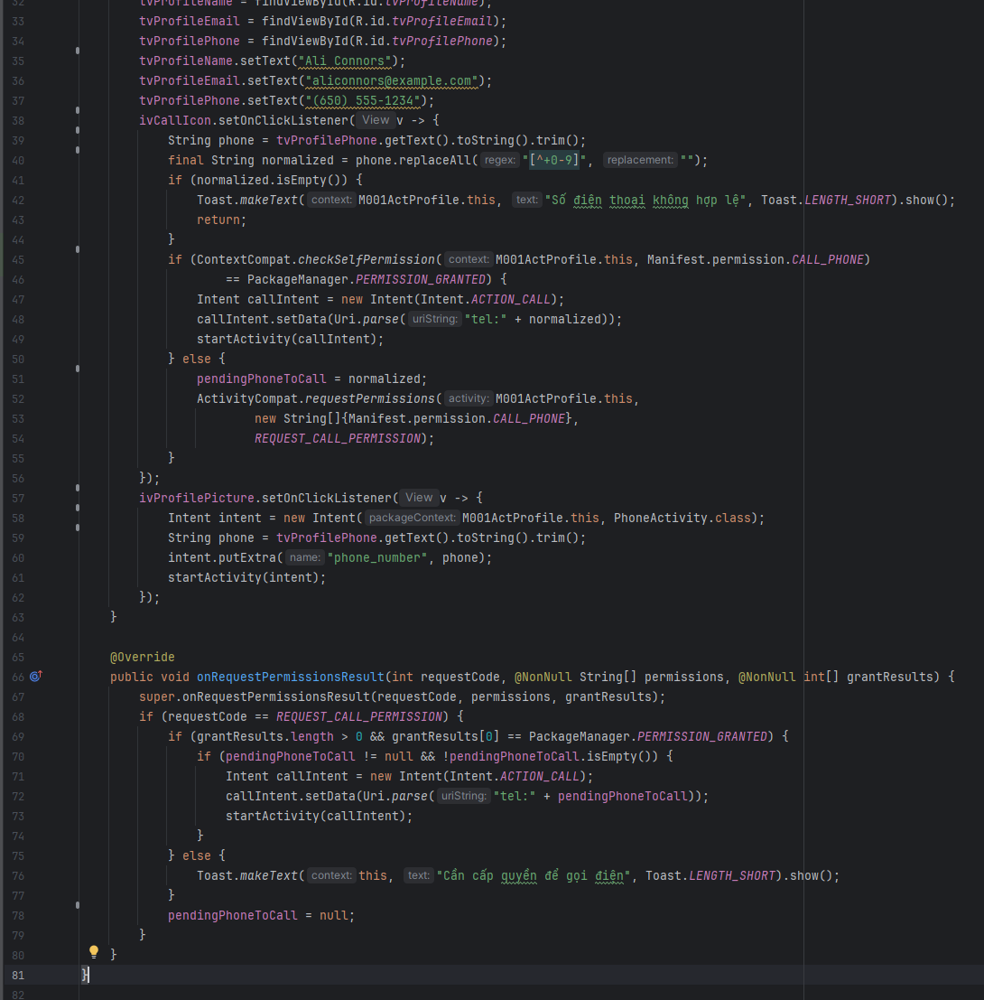 32 tvProfileName = findViewById(R.id.tvProfileName);
33 tvProfileEmail = findViewById(R.id.tvProfileEmail);
34 tvProfilePhone = findViewById(R.id.tvProfilePhone);
35 tvProfileName.setText("Ali Connors");
36 tvProfileEmail.setText("aliconnors@example.com");
37 tvProfilePhone.setText("(650) 555-1234");
38 ivCallIcon.setOnClickListener( View v -> {
39 String phone = tvProfilePhone.getText().toString().trim();
40 final String normalized = phone.replaceAll( regex: "[^+0-9]", replacement: "");
41 if (normalized.isEmpty()) {
42 Toast.makeText( context: M001ActProfile.this, text: "Số điện thoại không hợp lệ", Toast.LENGTH_SHORT).show();
43 return;
44 }
45 if (ContextCompat.checkSelfPermission( context: M001ActProfile.this, Manifest.permission.CALL_PHONE)
46 == PackageManager.PERMISSION_GRANTED) {
47 Intent callIntent = new Intent(Intent.ACTION_CALL);
48 callIntent.setData(Uri.parse( uriString: "tel:" + normalized));
49 startActivity(callIntent);
50 } else {
51 pendingPhoneToCall = normalized;
52 ActivityCompat.requestPermissions( activity: M001ActProfile.this,
53 new String[]{Manifest.permission.CALL_PHONE},
54 REQUEST_CALL_PERMISSION);
55 }
56 });
57 ivProfilePicture.setOnClickListener( View v -> {
58 Intent intent = new Intent( packageContext: M001ActProfile.this, PhoneActivity.class);
59 String phone = tvProfilePhone.getText().toString().trim();
60 intent.putExtra( name: "phone_number", phone);
61 startActivity(intent);
62 });
63 }
64
65 @Override
66 public void onRequestPermissionsResult(int requestCode, @NonNull String[] permissions, @NonNull int[] grantResults) {
67 super.onRequestPermissionsResult(requestCode, permissions, grantResults);
68 if (requestCode == REQUEST_CALL_PERMISSION) {
69 if (grantResults.length > 0 && grantResults[0] == PackageManager.PERMISSION_GRANTED) {
70 if (pendingPhoneToCall != null && !pendingPhoneToCall.isEmpty()) {
71 Intent callIntent = new Intent(Intent.ACTION_CALL);
72 callIntent.setData(Uri.parse( uriString: "tel:" + pendingPhoneToCall));
73 startActivity(callIntent);
74 }
75 } else {
76 Toast.makeText( context: this, text: "Cần cấp quyền để gọi điện", Toast.LENGTH_SHORT).show();
77 }
78 pendingPhoneToCall = null;
79 }
80 }
81 }
82